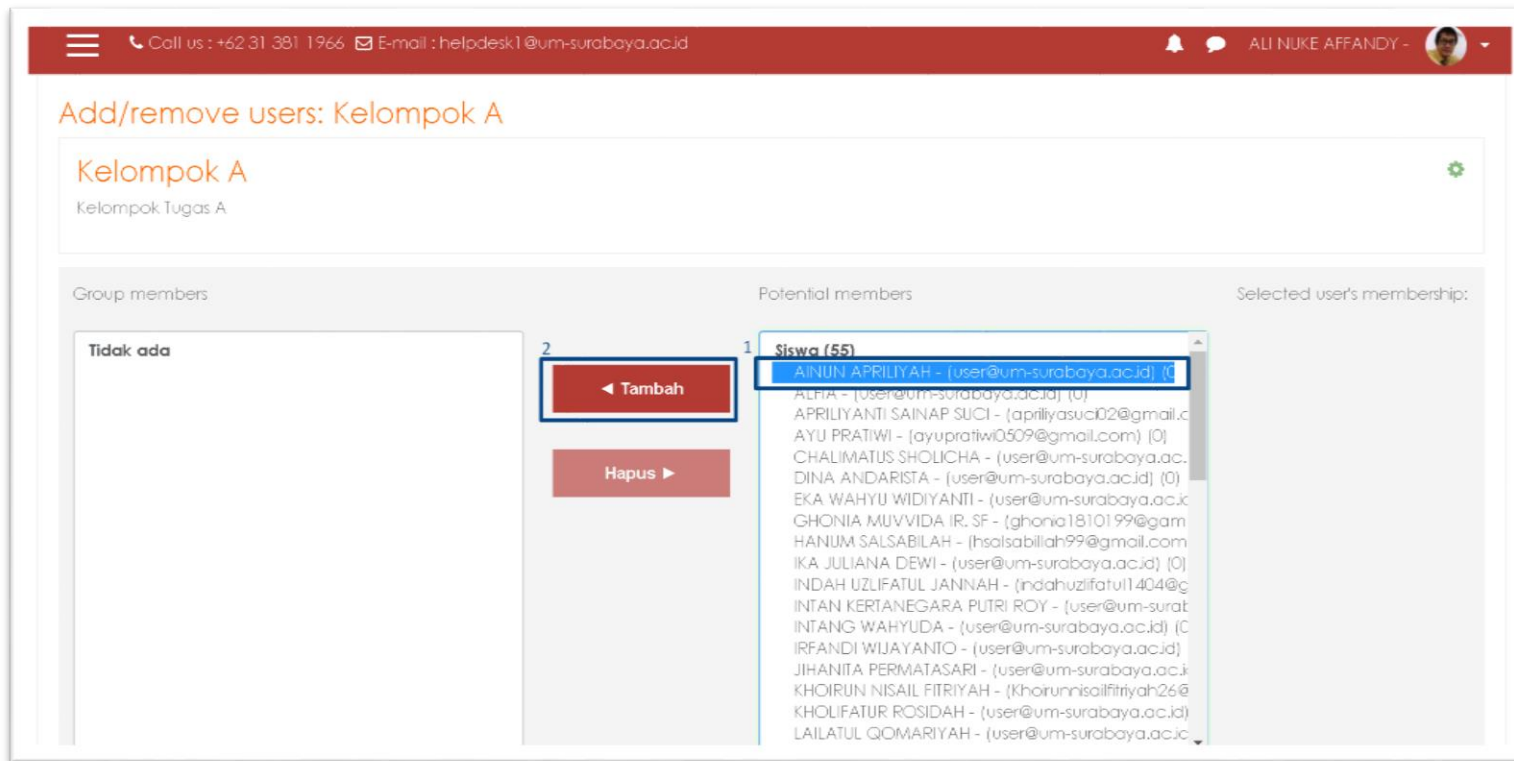 Call us : +62 31 381 1966 E-mail : helpdesk1@um-surabaya.ac.id
ALI NUKE AFFANDY -
Add/remove users: Kelompok A
Kelompok A
Kelompok Tugas A
Group members
Potential members
Selected user's membership:
Tidak ada
2
◄ Tambah
Hapus ►
1
Siswa (55)
AINUN APRILIYAH - (user@um-surabaya.ac.id) (0
ALFIA - (user@um-surabaya.ac.id) (0)
APRILIYANTI SAINAP SUCI - (apriliyasuci02@gmail.c
AYU PRATIWI - (ayupratiwi0509@gmail.com) (0)
CHALIMATUS SHOLICHA - (user@um-surabaya.ac.
DINA ANDARISTA - (user@um-surabaya.ac.id) (0)
EKA WAHYU WIDIYANTI - (user@um-surabaya.ac.ic
GHONIA MUVVIDA IR. SF - (ghonia1810199@gam
HANUM SALSABILAH - (hsalsabillah99@gmail.com
IKA JULIANA DEWI - (user@um-surabaya.ac.id) (0)
INDAH UZLIFATUL JANNAH - (indahuzlifatul1404@g
INTAN KERTANEGARA PUTRI ROY - (user@um-surab
INTANG WAHYUDA - (user@um-surabaya.ac.id) (0
IRFANDI WIJAYANTO - (user@um-surabaya.ac.id)
JIHANITA PERMATASARI - (user@um-surabaya.ac.i
KHOIRUN NISAIL FITRIYAH - (Khoirunnisailfitriyah26@
KHOLIFATUR ROSIDAH - (user@um-surabaya.ac.id)
LAILATUL QOMARIYAH - (user@um-surabaya.ac.ic